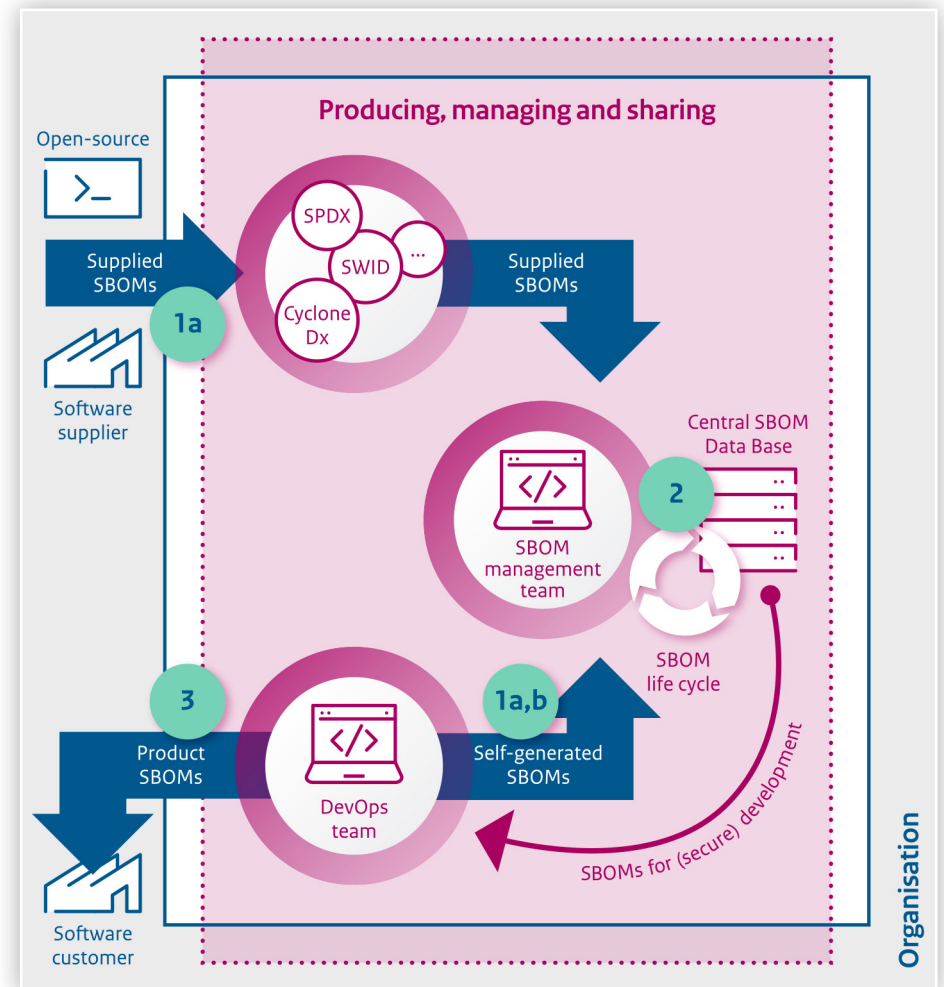 Producing, managing and sharing
Open-source
>_
Supplied
SBOMs
1a
Software
supplier
SPDX
SWID
...
Cyclone
Dx
Supplied
SBOMs
Central SBOM
Data Base
2
</>
SBOM
management
team
SBOM
life cycle
3
Product
SBOMs
</>
DevOps
team
1a,b
Self-generated
SBOMs
SBOMs for (secure) development
Software
customer
Organisation